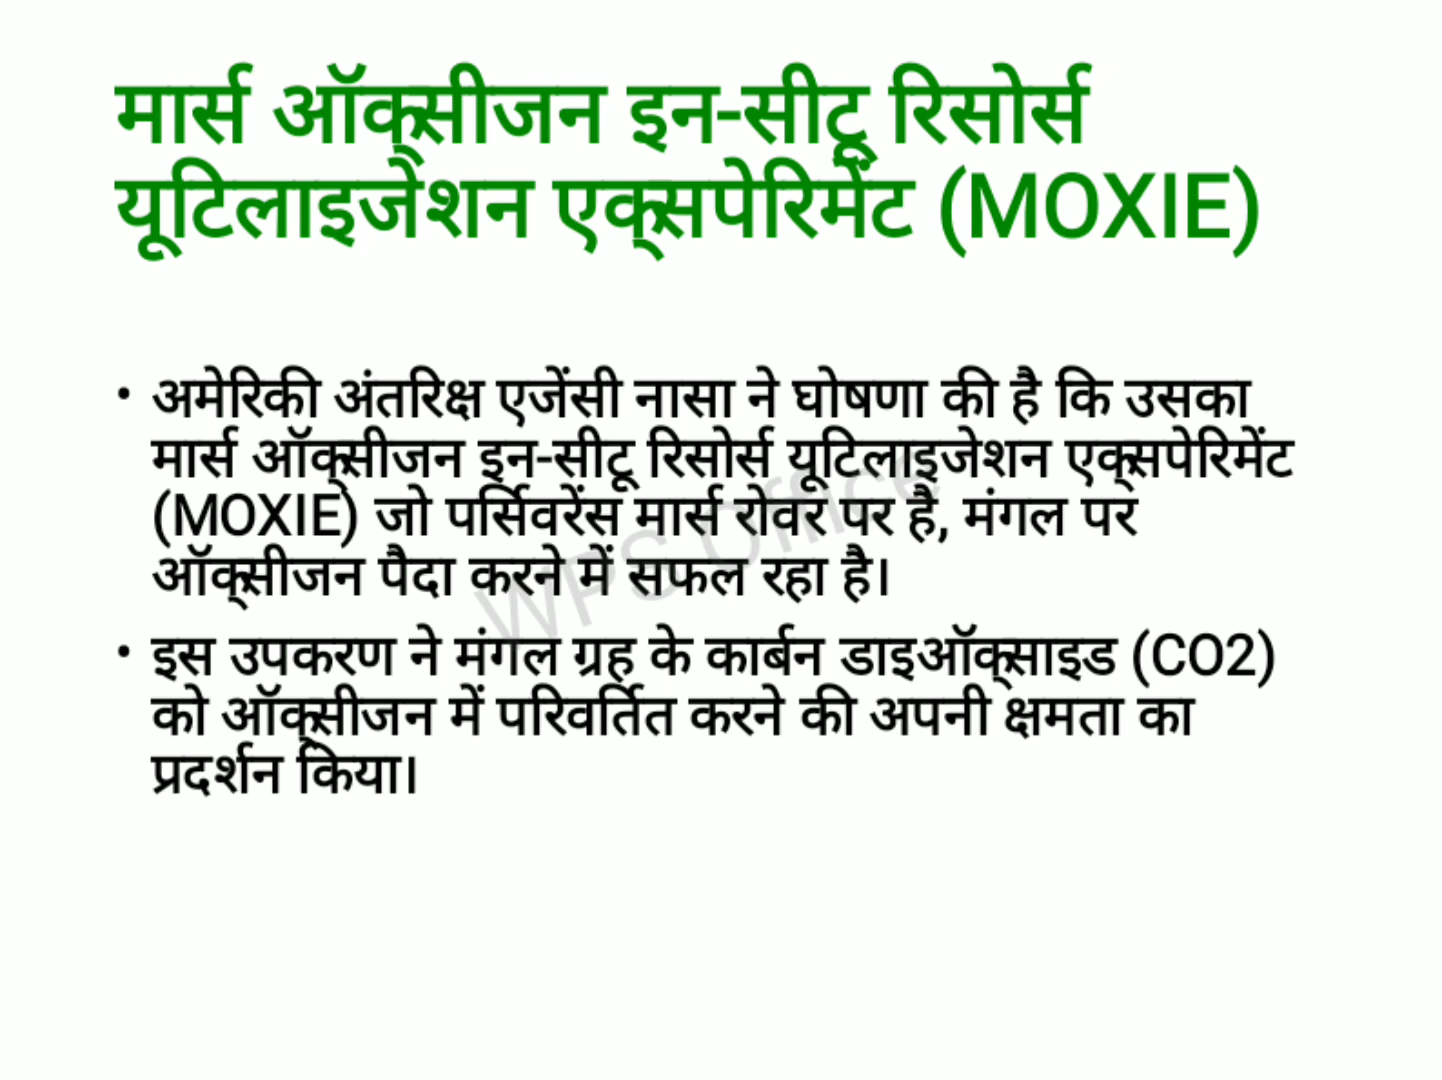 मार्स ऑक्सीजन इन-सीटू रिसोर्स
यूटिलाइजेशन एक्सपेरिमेंट (MOXIE)
• अमेरिकी अंतरिक्ष एजेंसी नासा ने घोषणा की है कि उसका
मार्स ऑक्सीजन इन-सीटू रिसोर्स यूटिलाइजेशन एक्सपेरिमेंट
(MOXIE) जो पर्सिवरेंस मार्स रोवर पर है, मंगल पर
ऑक्सीजन पैदा करने में सफल रहा है।
• इस उपकरण ने मंगल ग्रह के कार्बन डाइऑक्साइड (CO2)
को ऑक्सीजन में परिवर्तित करने की अपनी क्षमता का
प्रदर्शन किया।
WPS Office